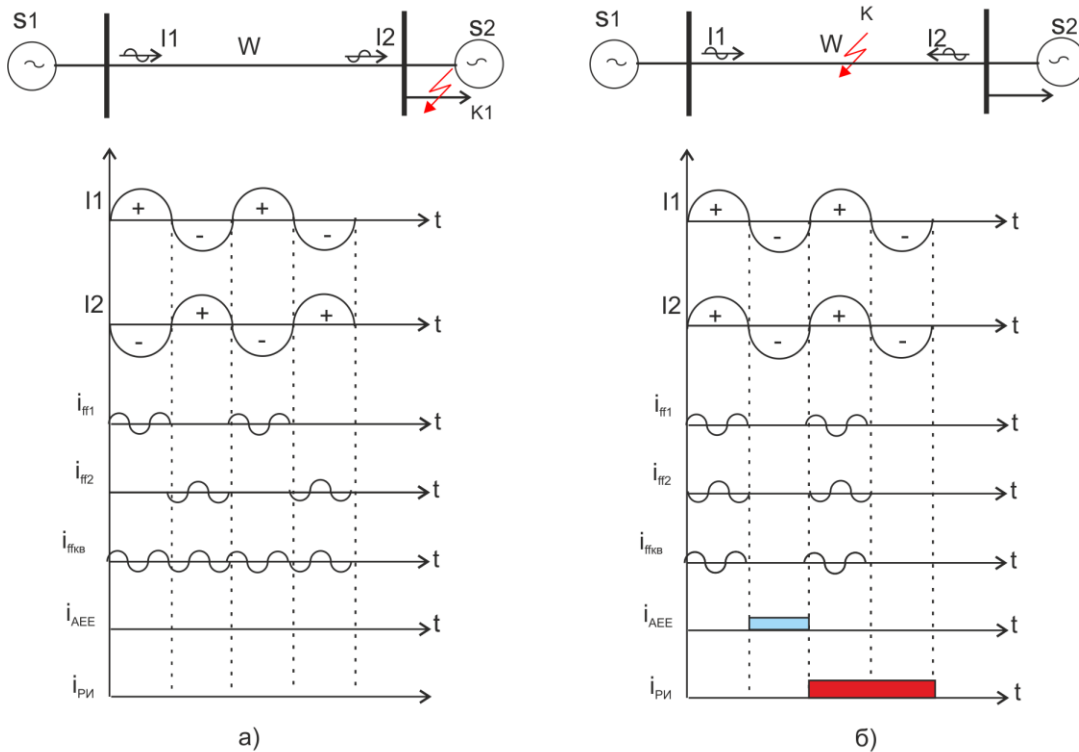 S1 I1 W I2 S2
K1
S1 I1 W K I2 S2
I1 + - + - t
I2 - + - + t
iff1 t
iff2 t
iffкв t
iAEE t
iРИ
а)
I1 + - + - t
I2 + - + - t
iff1 t
iff2 t
iffкв t
iAEE t
iРИ t
б)